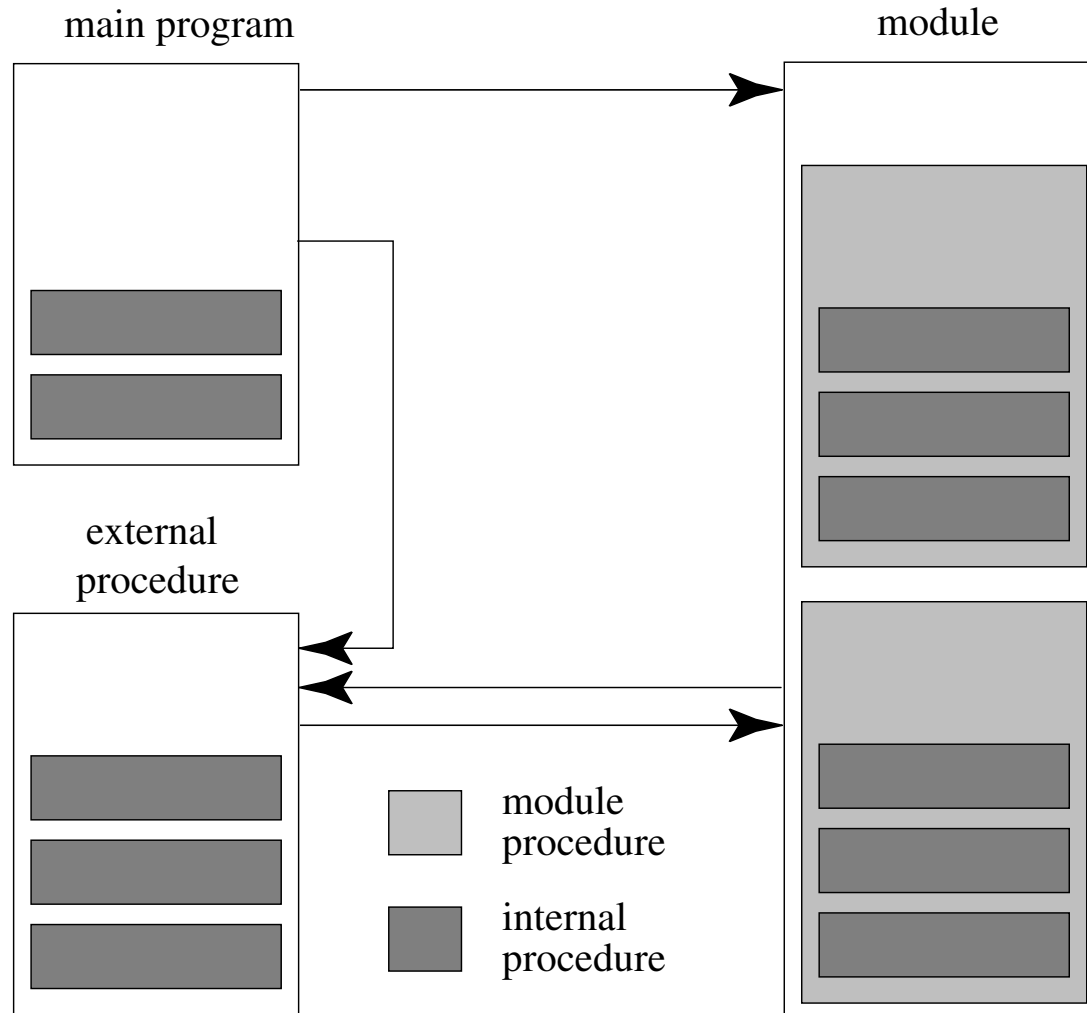 main program
module
external
procedure
module
procedure
internal
procedure